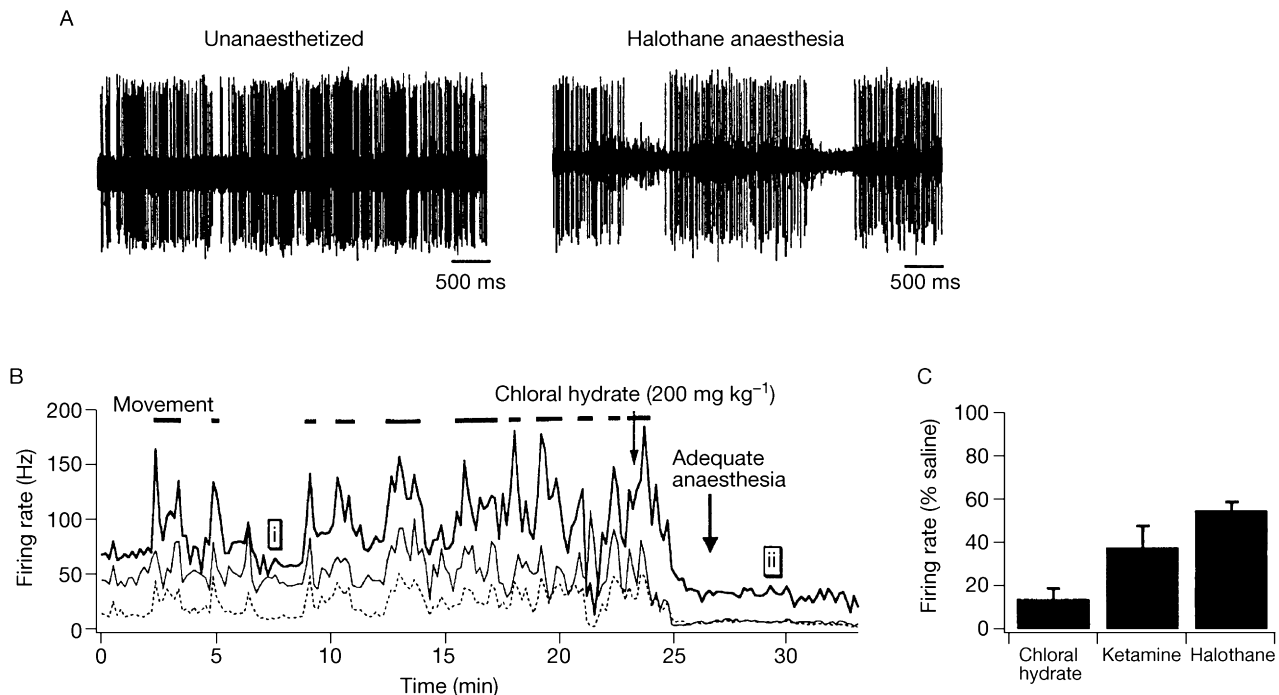 A
Unanaesthetized
Halothane anaesthesia
500 ms
500 ms
B
Movement
Chloral hydrate (200 mg kg⁻¹)
Adequate
anaesthesia
i
ii
200
150
100
50
0
Firing rate (Hz)
0 5 10 15 20 25 30
Time (min)
C
100
80
60
40
20
0
Firing rate (% saline)
Chloral
hydrate
Ketamine
Halothane